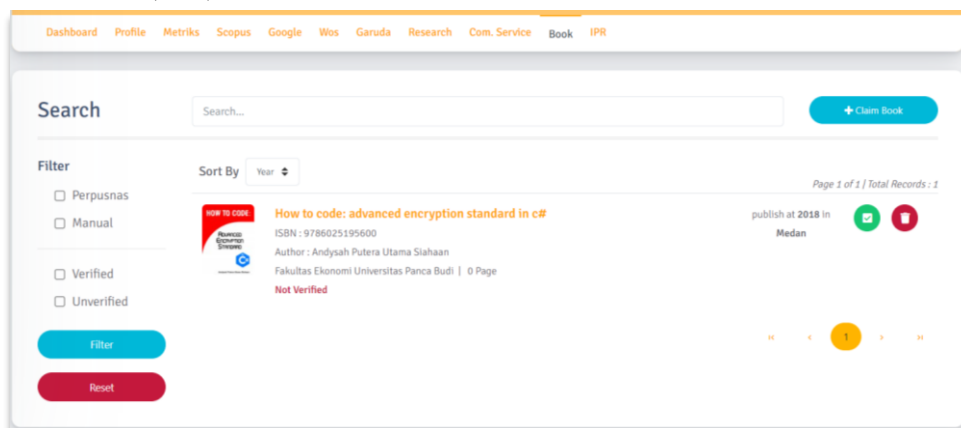 Dashboard Profile Metriks Scopus Google Wos Garuda Research Com. Service Book IPR
Search
Search...
+ Claim Book
Filter
Perpusnas
Manual
Verified
Unverified
Filter
Reset
Sort By Year
Page 1 of 1 | Total Records : 1
HOW TO CODE
ADVANCED
ENCRYPTION
STANDARD
How to code: advanced encryption standard in c#
ISBN : 9786025195600
Author : Andysah Putera Utama Siahaan
Fakultas Ekonomi Universitas Panca Budi | 0 Page
Not Verified
publish at 2018 in
Medan
1